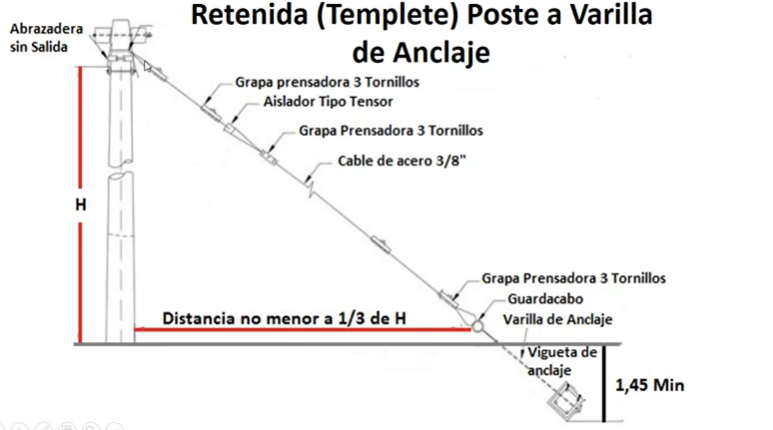 Retenida (Templete) Poste a Varilla
de Anclaje
Abrazadera
sin Salida
Grapa prensadora 3 Tornillos
Aislador Tipo Tensor
Grapa Prensadora 3 Tornillos
Cable de acero 3/8"
H
Grapa Prensadora 3 Tornillos
Guardacabo
Distancia no menor a 1/3 de H
Varilla de Anclaje
Vigueta de
anclaje
1,45 Min